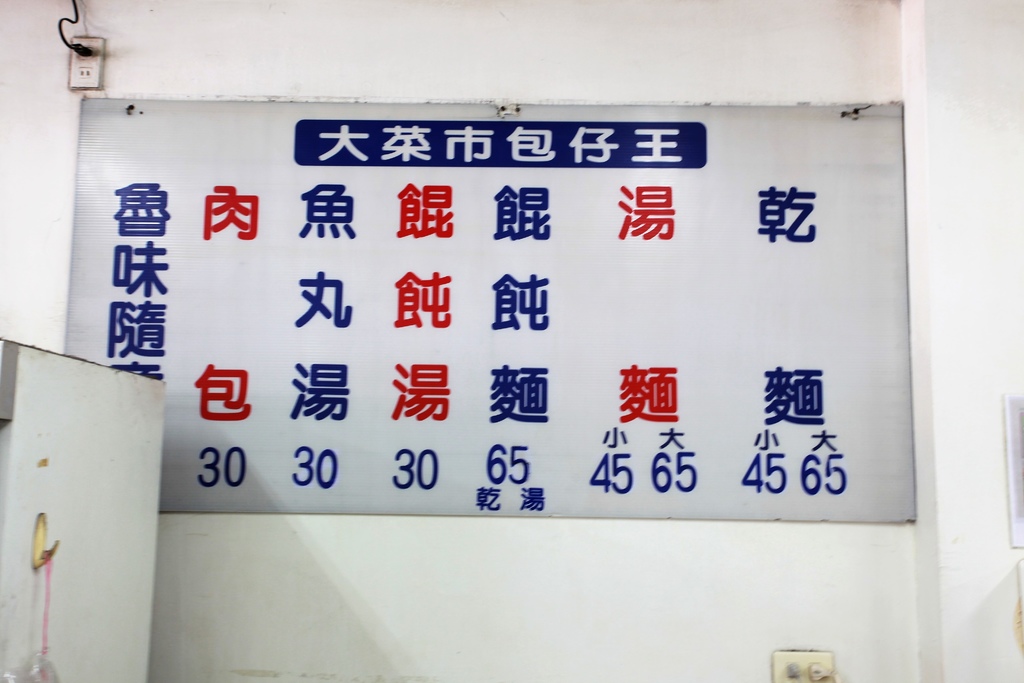 大菜市包仔王
乾麵
小 大
45 65
湯麵
小 大
45 65
餛飩麵
65
乾 湯
餛飩湯
30
魚丸湯
30
肉包
30
魯味隨